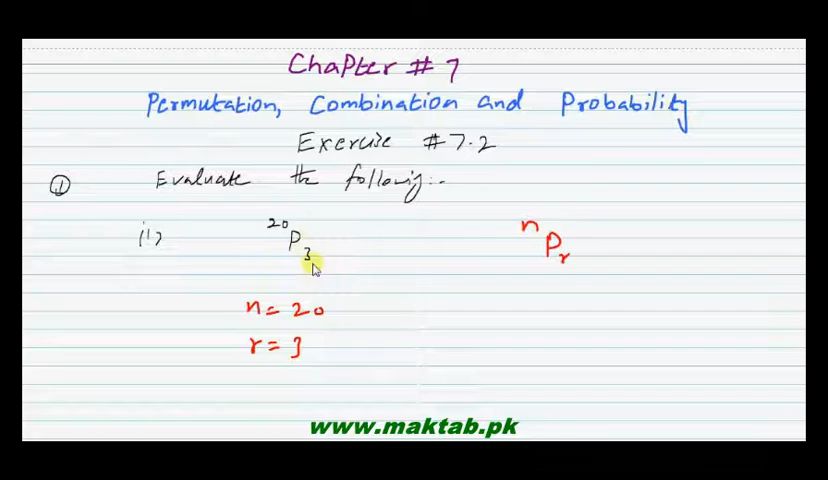 Chapter # 7
Permutation, Combination and Probability
Exercise # 7.2
① Evaluate the following:-
(i) ²⁰P₃ ⁿPᵣ
n = 20
r = 3
www.maktab.pk